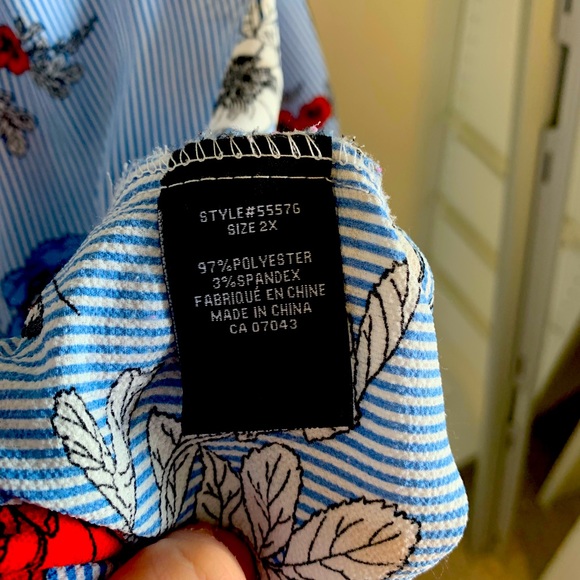 STYLE#5557G
SIZE 2X
97%POLYESTER
3%SPANDEX
FABRIQUÉ EN CHINE
MADE IN CHINA
CA 07043